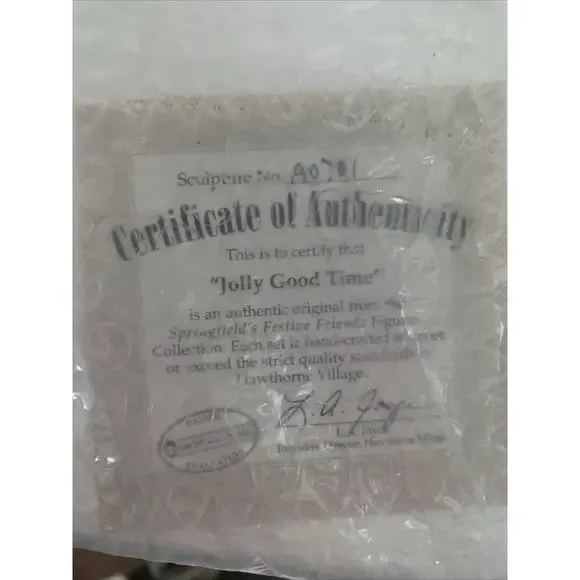 Sculpture No. A0701
Certificate of Authenticity
This is to certify that
"Jolly Good Time"
is an authentic original from the
Springfield's Festive Friends Figurine
Collection. Each set is hand-crafted to meet
or exceed the strict quality standards of
Hawthorne Village.
L. A.
Executive Director, Hawthorne Village